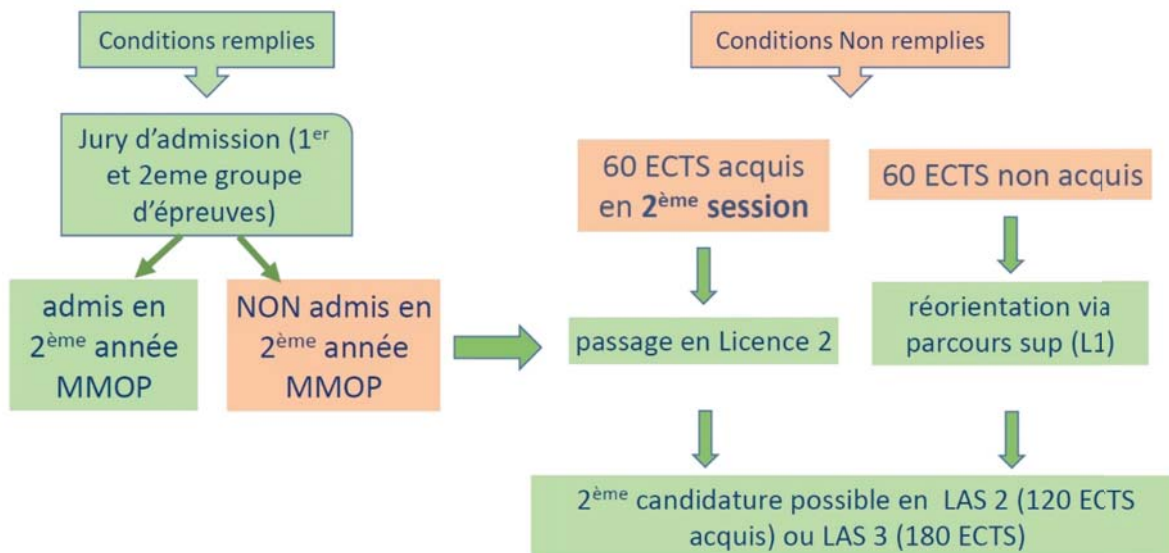 Conditions remplies
Jury d’admission (1er
et 2eme groupe
d’épreuves)
admis en
2ème année
MMOP
NON admis en
2ème année
MMOP
Conditions Non remplies
60 ECTS acquis
en 2ème session
60 ECTS non acquis
passage en Licence 2
réorientation via
parcours sup (L1)
2ème candidature possible en LAS 2 (120 ECTS
acquis) ou LAS 3 (180 ECTS)